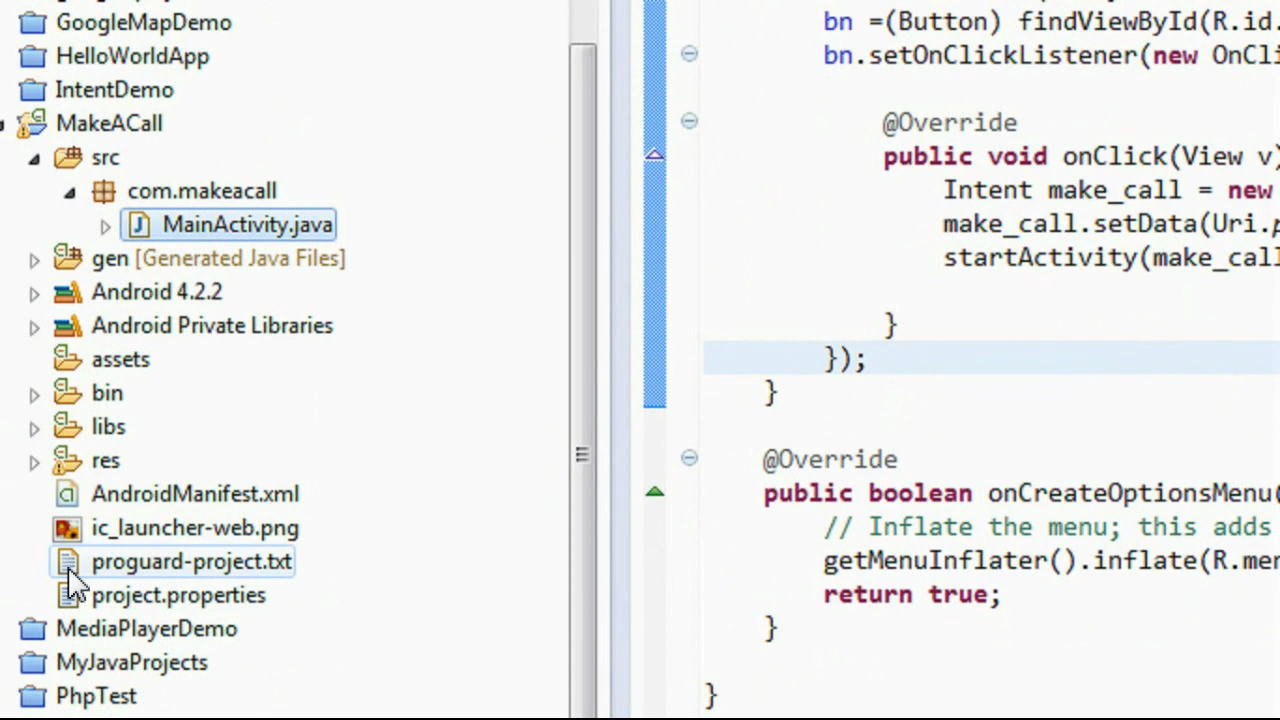 GoogleMapDemo
HelloWorldApp
IntentDemo
MakeACall
src
com.makeacall
MainActivity.java
gen [Generated Java Files]
Android 4.2.2
Android Private Libraries
assets
bin
libs
res
AndroidManifest.xml
ic_launcher-web.png
proguard-project.txt
project.properties
MediaPlayerDemo
MyJavaProjects
PhpTest
bn =(Button) findViewById(R.id.
bn.setOnClickListener(new OnCli
@Override
public void onClick(View v)
Intent make_call = new
make_call.setData(Uri.p
startActivity(make_call
}
});
}
@Override
public boolean onCreateOptionsMenu(
// Inflate the menu; this adds
getMenuInflater().inflate(R.men
return true;
}
}